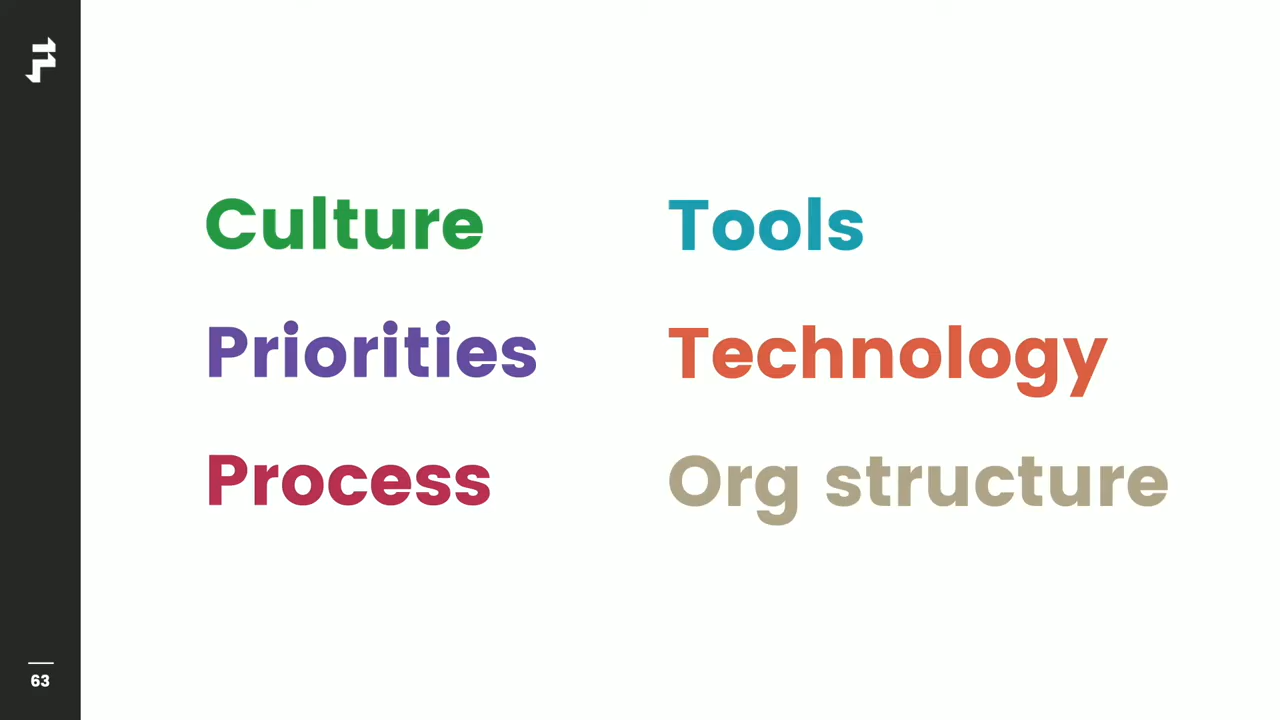 Culture
Priorities
Process
Tools
Technology
Org structure
63